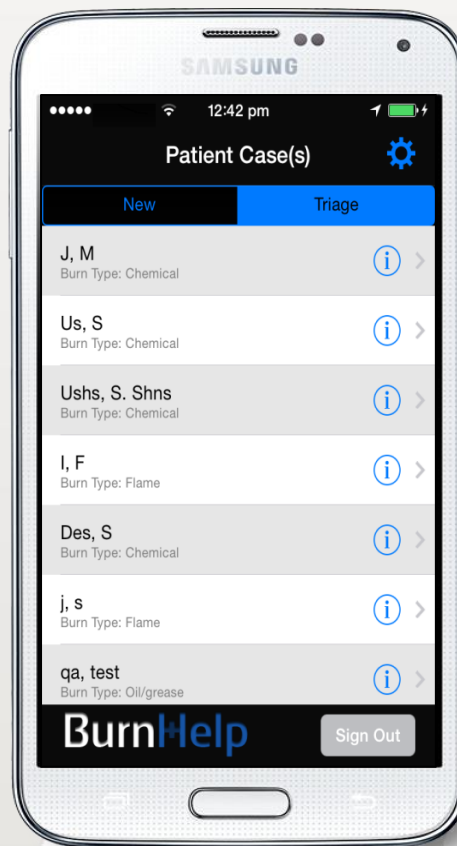 SAMSUNG
12:42 pm
Patient Case(s)
New Triage
J, M
Burn Type: Chemical
Us, S
Burn Type: Chemical
Ushs, S. Shns
Burn Type: Chemical
I, F
Burn Type: Flame
Des, S
Burn Type: Chemical
j, s
Burn Type: Flame
qa, test
Burn Type: Oil/grease
BurnHelp Sign Out